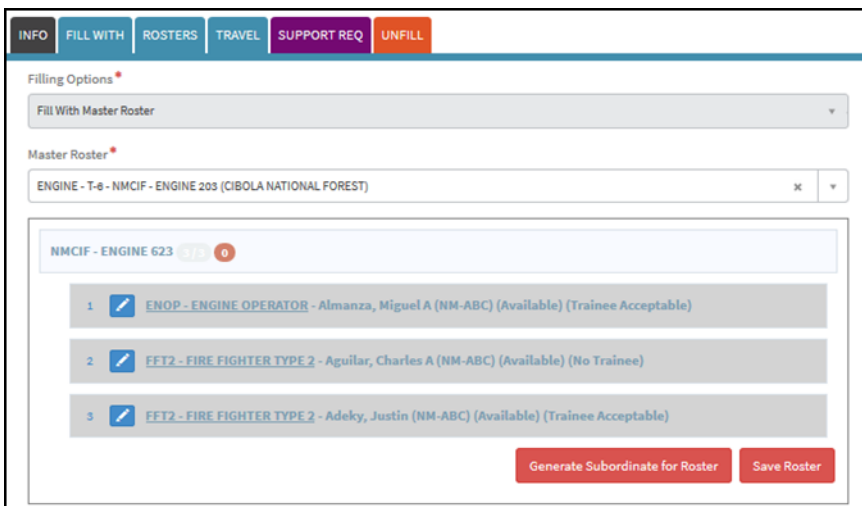 INFO FILL WITH ROSTERS TRAVEL SUPPORT REQ UNFILL
Filling Options*
Fill With Master Roster
Master Roster*
ENGINE - T-6 - NMCIF - ENGINE 203 (CIBOLA NATIONAL FOREST)
NMCIF - ENGINE 623 3 / 3 0
1 ENOP - ENGINE OPERATOR - Almanza, Miguel A (NM-ABC) (Available) (Trainee Acceptable)
2 FFT2 - FIRE FIGHTER TYPE 2 - Aguilar, Charles A (NM-ABC) (Available) (No Trainee)
3 FFT2 - FIRE FIGHTER TYPE 2 - Adeky, Justin (NM-ABC) (Available) (Trainee Acceptable)
Generate Subordinate for Roster Save Roster